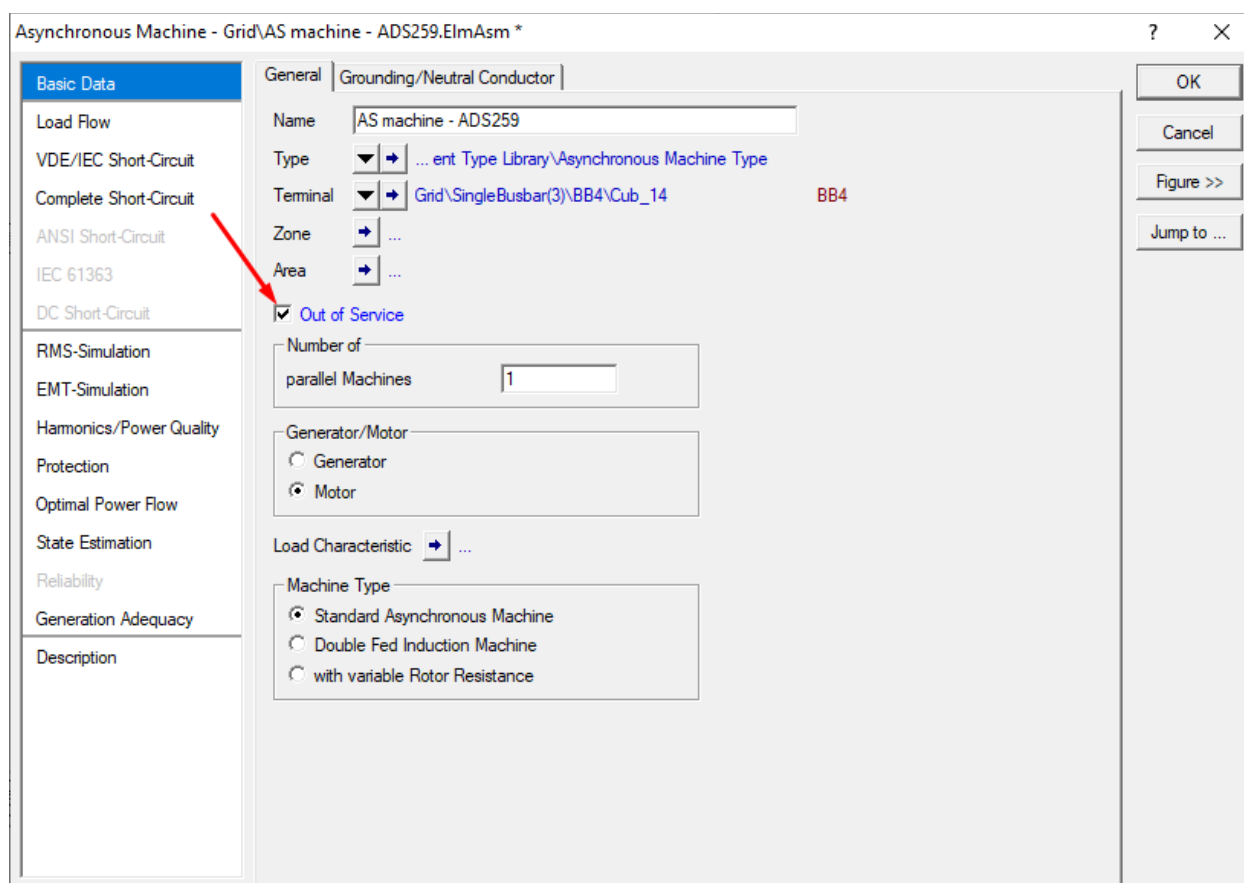 Asynchronous Machine - Grid\AS machine - ADS259.ElmAsm * ?
Basic Data
Load Flow
VDE/IEC Short-Circuit
Complete Short-Circuit
ANSI Short-Circuit
IEC 61363
DC Short-Circuit
RMS-Simulation
EMT-Simulation
Harmonics/Power Quality
Protection
Optimal Power Flow
State Estimation
Reliability
Generation Adequacy
Description
General Grounding/Neutral Conductor
Name AS machine - ADS259
Type ... ent Type Library\Asynchronous Machine Type
Terminal Grid\SingleBusbar(3)\BB4\Cub_14 BB4
Zone ...
Area ...
Out of Service
Number of
parallel Machines 1
Generator/Motor
Generator
Motor
Load Characteristic ...
Machine Type
Standard Asynchronous Machine
Double Fed Induction Machine
with variable Rotor Resistance
OK
Cancel
Figure >>
Jump to ...